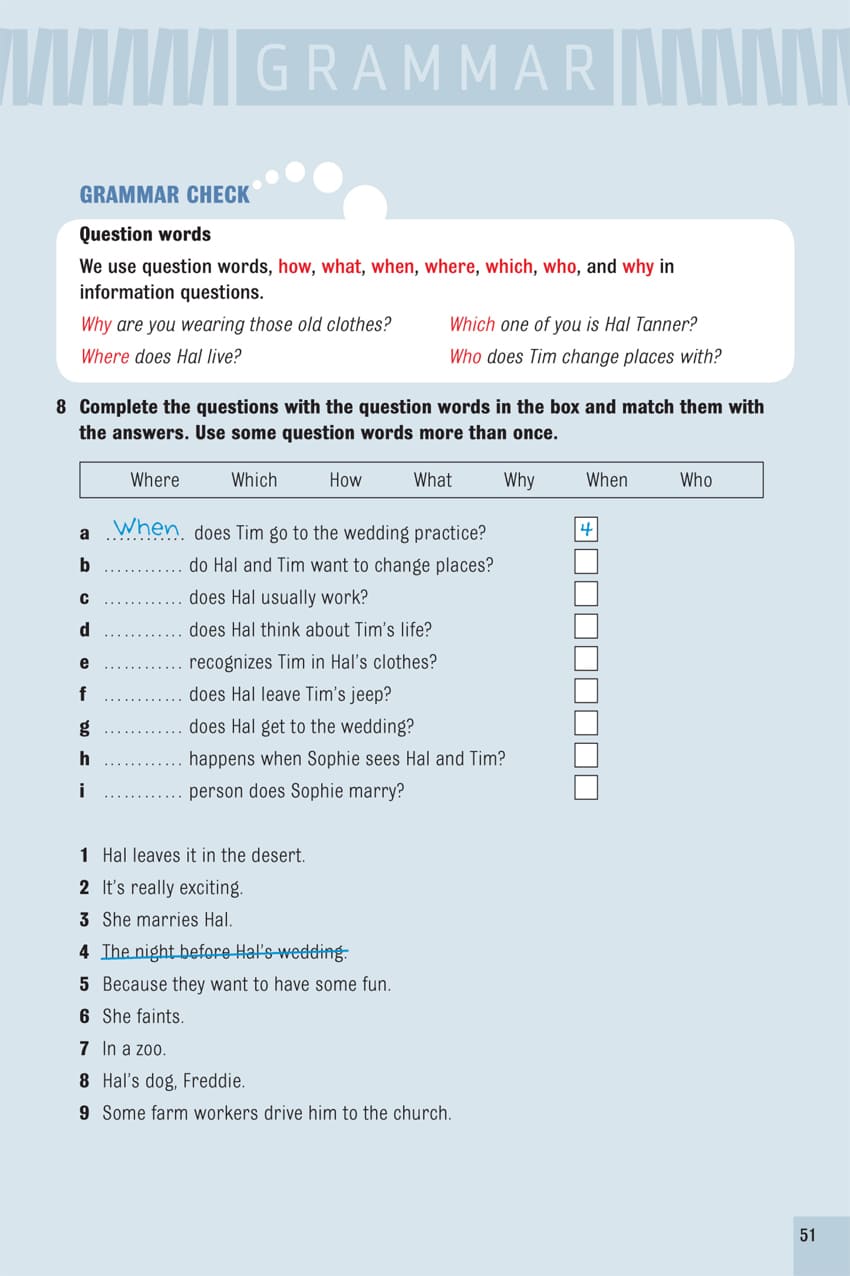 GRAMMAR
GRAMMAR CHECK
Question words
We use question words, how, what, when, where, which, who, and why in
information questions.
Why are you wearing those old clothes? Which one of you is Hal Tanner?
Where does Hal live? Who does Tim change places with?
8 Complete the questions with the question words in the box and match them with
the answers. Use some question words more than once.
Where Which How What Why When Who
a When does Tim go to the wedding practice? 4
b ............ do Hal and Tim want to change places?
c ............ does Hal usually work?
d ............ does Hal think about Tim's life?
e ............ recognizes Tim in Hal's clothes?
f ............ does Hal leave Tim's jeep?
g ............ does Hal get to the wedding?
h ............ happens when Sophie sees Hal and Tim?
i ............ person does Sophie marry?
1 Hal leaves it in the desert.
2 It's really exciting.
3 She marries Hal.
4 The night before Hal's wedding.
5 Because they want to have some fun.
6 She faints.
7 In a zoo.
8 Hal's dog, Freddie.
9 Some farm workers drive him to the church.
51